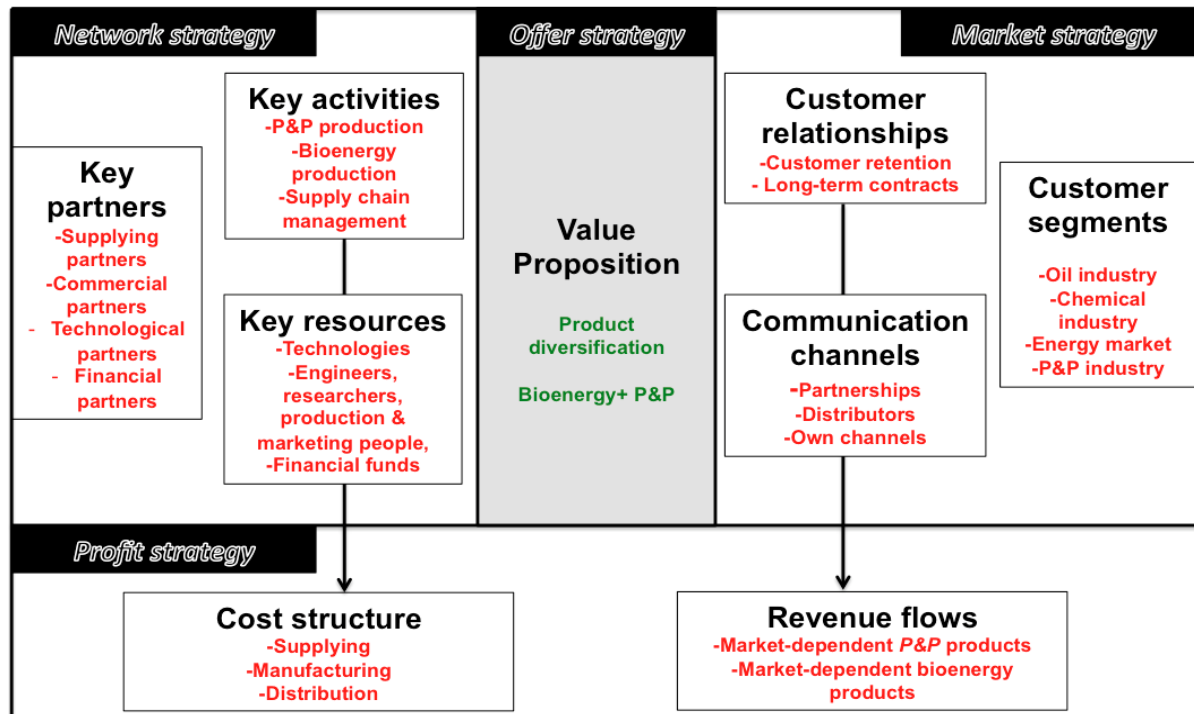 Network strategy
Offer strategy
Market strategy
Key partners
-Supplying
partners
-Commercial
partners
- Technological
partners
- Financial
partners
Key activities
-P&P production
-Bioenergy
production
-Supply chain
management
Key resources
-Technologies
-Engineers,
researchers,
production &
marketing people,
-Financial funds
Value
Proposition
Product
diversification
Bioenergy+ P&P
Customer
relationships
-Customer retention
- Long-term contracts
Communication
channels
-Partnerships
-Distributors
-Own channels
Customer
segments
-Oil industry
-Chemical
industry
-Energy market
-P&P industry
Profit strategy
Cost structure
-Supplying
-Manufacturing
-Distribution
Revenue flows
-Market-dependent P&P products
-Market-dependent bioenergy
products